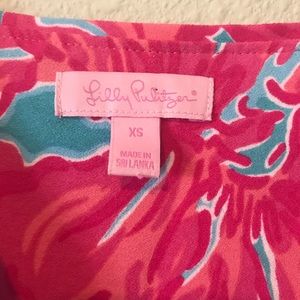 Lilly Pulitzer
XS
MADE IN
SRI LANKA